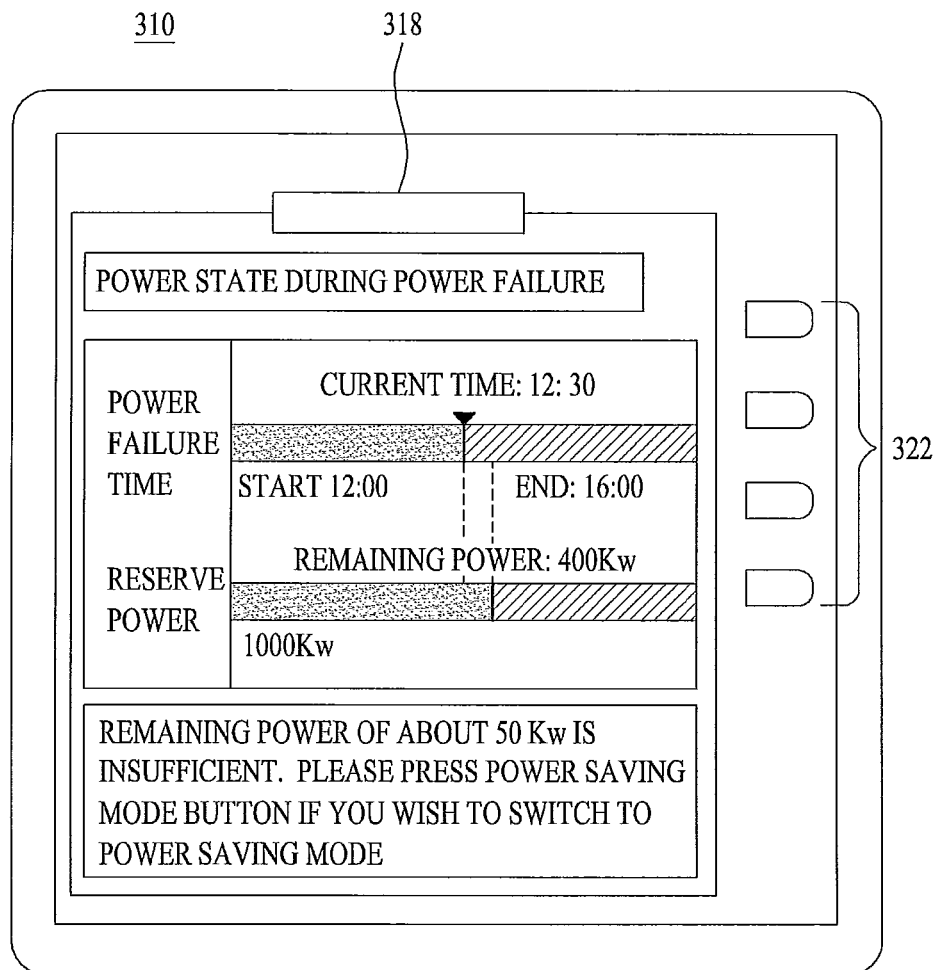 310
318
POWER STATE DURING POWER FAILURE
CURRENT TIME: 12: 30
POWER
FAILURE
TIME
START 12:00
END: 16:00
322
REMAINING POWER: 400Kw
RESERVE
POWER
1000Kw
REMAINING POWER OF ABOUT 50 Kw IS
INSUFFICIENT. PLEASE PRESS POWER SAVING
MODE BUTTON IF YOU WISH TO SWITCH TO
POWER SAVING MODE